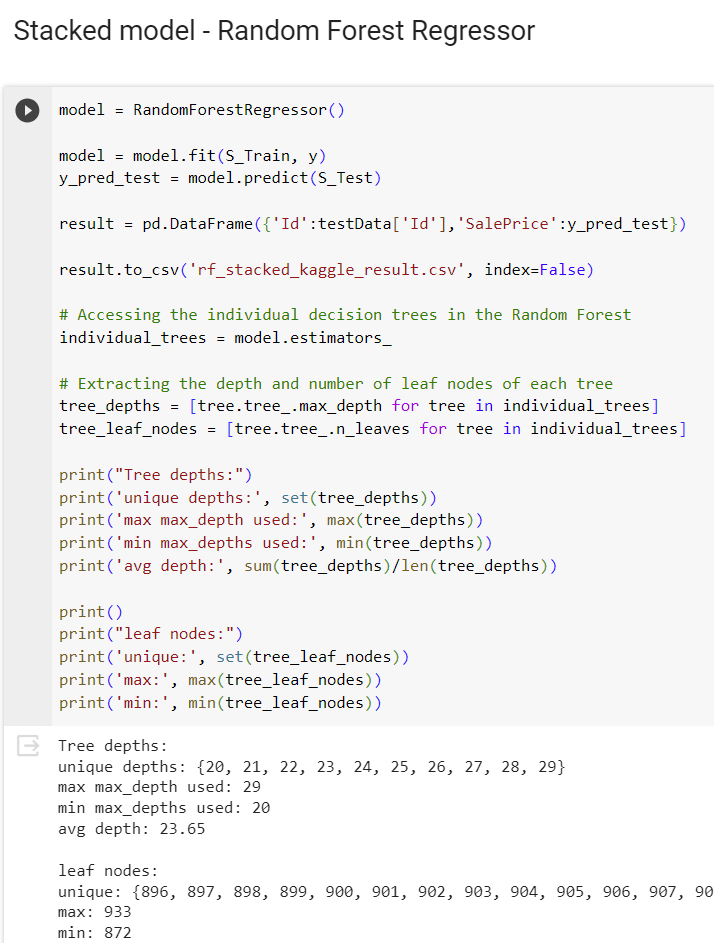 Stacked model - Random Forest Regressor
model = RandomForestRegressor()
model = model.fit(S_Train, y)
y_pred_test = model.predict(S_Test)
result = pd.DataFrame({'Id':testData['Id'],'SalePrice':y_pred_test})
result.to_csv('rf_stacked_kaggle_result.csv', index=False)
# Accessing the individual decision trees in the Random Forest
individual_trees = model.estimators_
# Extracting the depth and number of leaf nodes of each tree
tree_depths = [tree.tree_.max_depth for tree in individual_trees]
tree_leaf_nodes = [tree.tree_.n_leaves for tree in individual_trees]
print("Tree depths:")
print('unique depths:', set(tree_depths))
print('max max_depth used:', max(tree_depths))
print('min max_depths used:', min(tree_depths))
print('avg depth:', sum(tree_depths)/len(tree_depths))
print()
print("leaf nodes:")
print('unique:', set(tree_leaf_nodes))
print('max:', max(tree_leaf_nodes))
print('min:', min(tree_leaf_nodes))
Tree depths:
unique depths: {20, 21, 22, 23, 24, 25, 26, 27, 28, 29}
max max_depth used: 29
min max_depths used: 20
avg depth: 23.65
leaf nodes:
unique: {896, 897, 898, 899, 900, 901, 902, 903, 904, 905, 906, 907, 90
max: 933
min: 872